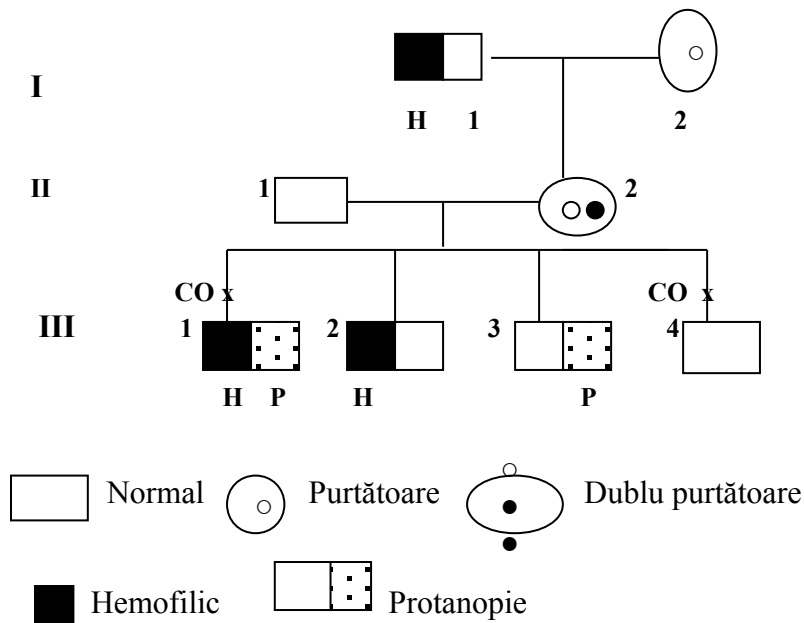 I
H 1 2
II 1 2
CO x CO x
III 1 2 3 4
H P H P
Normal Purtătoare Dublu purtătoare
Hemofilic Protanopie